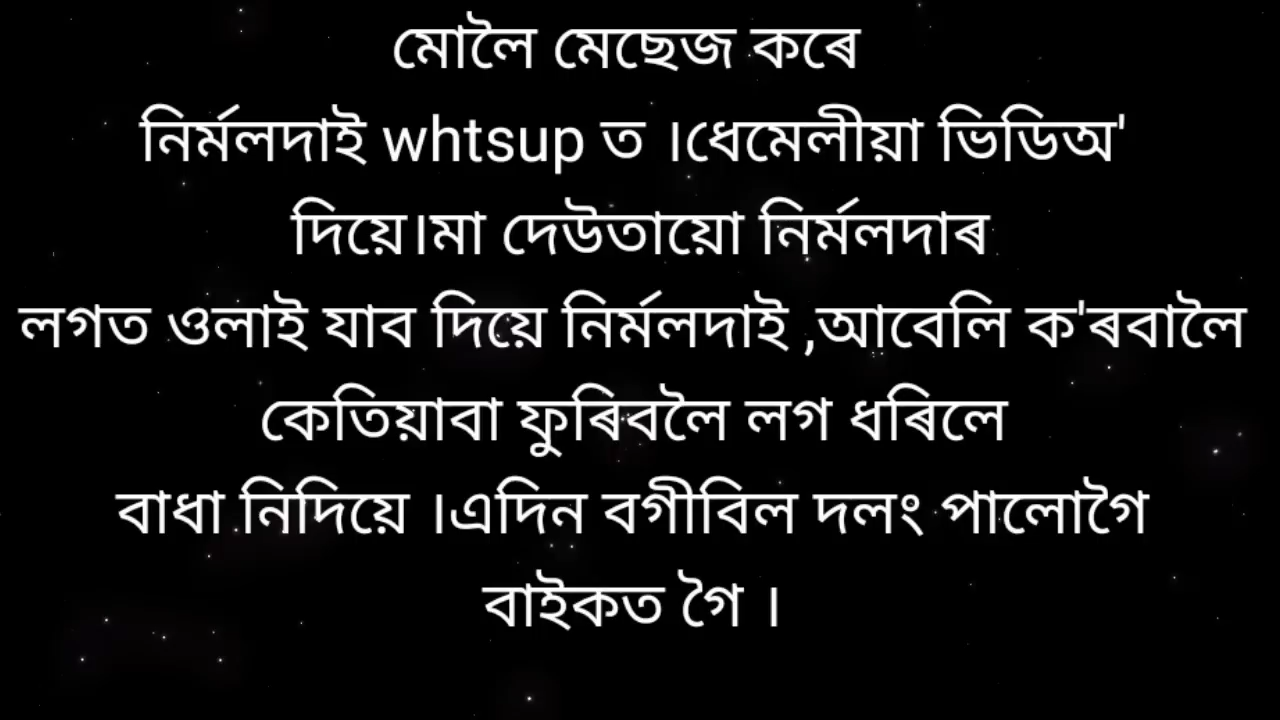 মোলৈ মেছেজ কৰে
নিৰ্মলদাই whtsup ত ।ধেমেলীয়া ভিডিঅ'
দিয়ে।মা দেউতায়ো নিৰ্মলদাৰ
লগত ওলাই যাব দিয়ে নিৰ্মলদাই ,আবেলি ক'ৰবালৈ
কেতিয়াবা ফুৰিবলৈ লগ ধৰিলে
বাধা নিদিয়ে ।এদিন বগীবিল দলং পালোগৈ
বাইকত গৈ ।